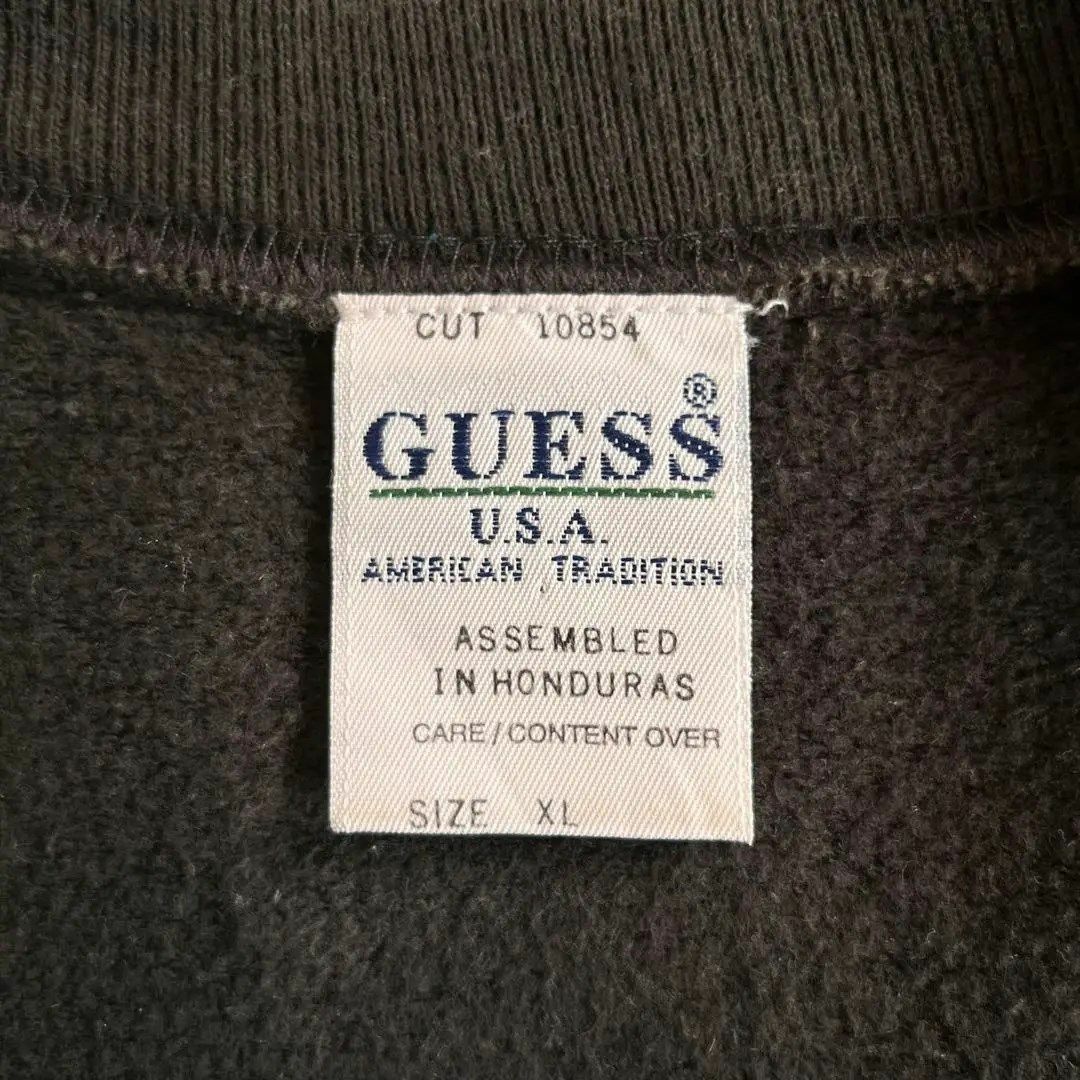 CUT 10854
GUESS®
U.S.A.
AMERICAN TRADITION
ASSEMBLED
IN HONDURAS
CARE/CONTENT OVER
SIZE XL